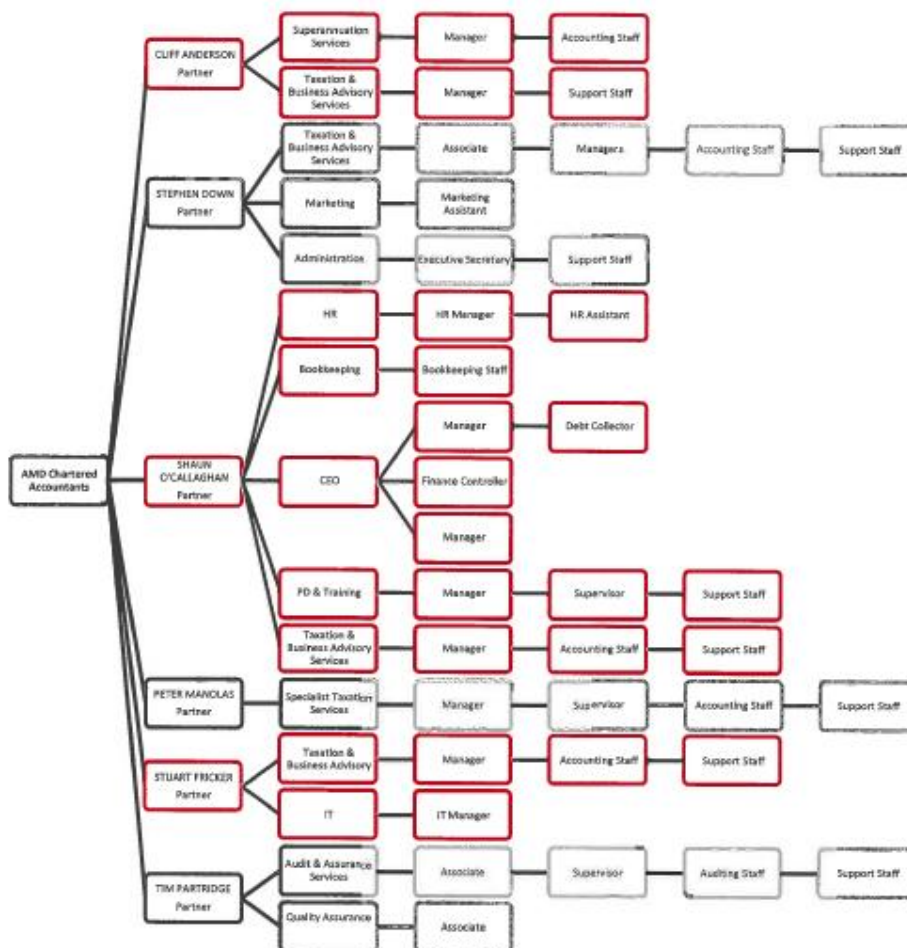 AMD Chartered
Accountants
CLIFF ANDERSON
Partner
Superannuation
Services
Manager
Accounting Staff
Taxation &
Business Advisory
Services
Manager
Support Staff
STEPHEN DOWN
Partner
Taxation &
Business Advisory
Services
Associate
Managers
Accounting Staff
Support Staff
Marketing
Marketing
Assistant
Administration
Executive Secretary
Support Staff
SHAUN
O'CALLAGHAN
Partner
HR
HR Manager
HR Assistant
Bookkeeping
Bookkeeping Staff
CEO
Manager
Debt Collector
Finance Controller
Manager
PD & Training
Manager
Supervisor
Support Staff
Taxation &
Business Advisory
Services
Manager
Accounting Staff
Support Staff
PETER MANOLAS
Partner
Specialist Taxation
Services
Manager
Supervisor
Accounting Staff
Support Staff
STUART FRICKER
Partner
Taxation &
Business Advisory
Manager
Accounting Staff
Support Staff
IT
IT Manager
TIM PARTRIDGE
Partner
Audit & Assurance
Services
Associate
Supervisor
Auditing Staff
Support Staff
Quality Assurance
Associate